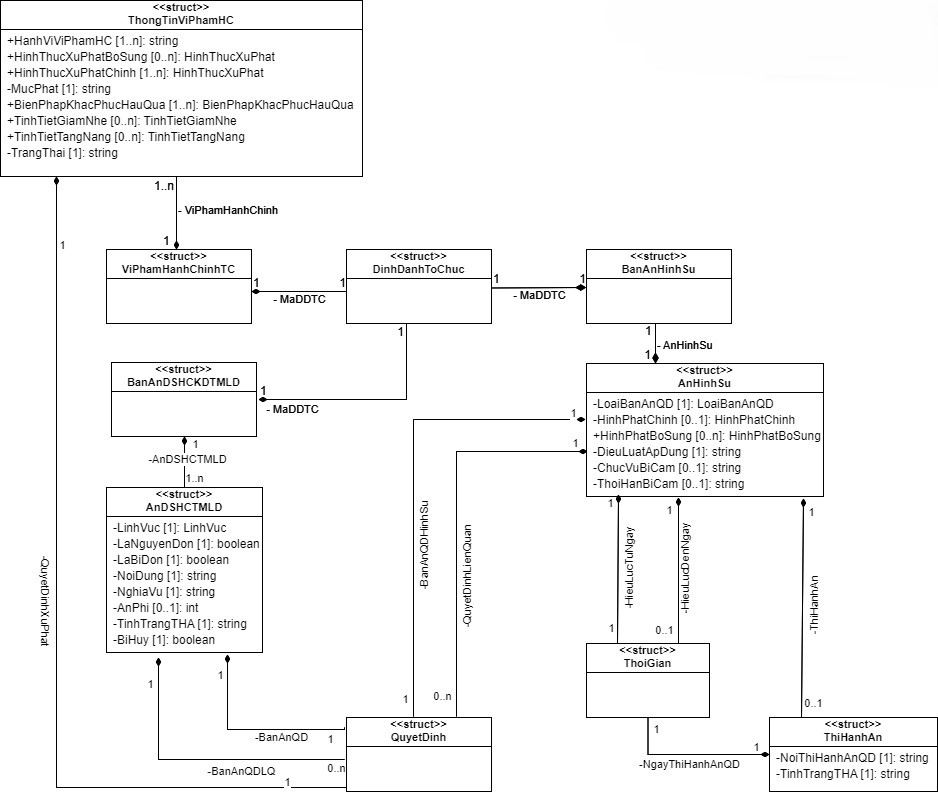 <<struct>>
ThongTinViPhamHC
+HanhViViPhamHC [1..n]: string
+HinhThucXuPhatBoSung [0..n]: HinhThucXuPhat
+HinhThucXuPhatChinh [1..n]: HinhThucXuPhat
-MucPhat [1]: string
+BienPhapKhacPhucHauQua [1..n]: BienPhapKhacPhucHauQua
+TinhTietGiamNhe [0..n]: TinhTietGiamNhe
+TinhTietTangNang [0..n]: TinhTietTangNang
-TrangThai [1]: string
1..n
- ViPhamHanhChinh
1
1
<<struct>>
ViPhamHanhChinhTC
1
- MaDDTC
1
<<struct>>
DinhDanhToChuc
1
- MaDDTC
1
<<struct>>
BanAnHinhSu
1
- AnHinhSu
1
1
<<struct>>
BanAnDSHCKDTMLD
1
- MaDDTC
1
-AnDSHCTMLD
1..n
<<struct>>
AnDSHCTMLD
-LinhVuc [1]: LinhVuc
-LaNguyenDon [1]: boolean
-LaBiDon [1]: boolean
-NoiDung [1]: string
-NghiaVu [1]: string
-AnPhi [0..1]: int
-TinhTrangTHA [1]: string
-BiHuy [1]: boolean
<<struct>>
AnHinhSu
-LoaiBanAnQD [1]: LoaiBanAnQD
-HinhPhatChinh [0..1]: HinhPhatChinh
+HinhPhatBoSung [0..n]: HinhPhatBoSung
-DieuLuatApDung [1]: string
-ChucVuBiCam [0..1]: string
-ThoiHanBiCam [0..1]: string
1
1
-BanAnQDHinhSu
-QuyetDinhLienQuan
1
0..n
1
1
1
-HieuLucTuNgay
-HieuLucDenNgay
-ThiHanhAn
1
0..1
0..1
-QuyetDinhXuPhat
1
1
-BanAnQD
1
-BanAnQDLQ
0..n
1
<<struct>>
QuyetDinh
<<struct>>
ThoiGian
1
-NgayThiHanhAnQD
1
<<struct>>
ThiHanhAn
-NoiThiHanhAnQD [1]: string
-TinhTrangTHA [1]: string